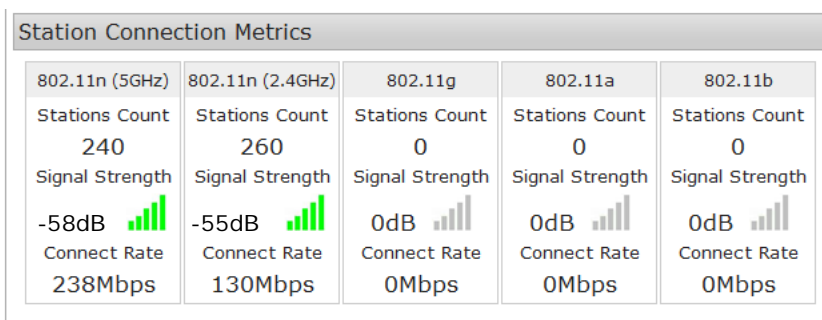 Station Connection Metrics
802.11n (5GHz) 802.11n (2.4GHz) 802.11g 802.11a 802.11b
Stations Count Stations Count Stations Count Stations Count Stations Count
240 260 0 0 0
Signal Strength Signal Strength Signal Strength Signal Strength Signal Strength
-58dB -55dB 0dB 0dB 0dB
Connect Rate Connect Rate Connect Rate Connect Rate Connect Rate
238Mbps 130Mbps 0Mbps 0Mbps 0Mbps